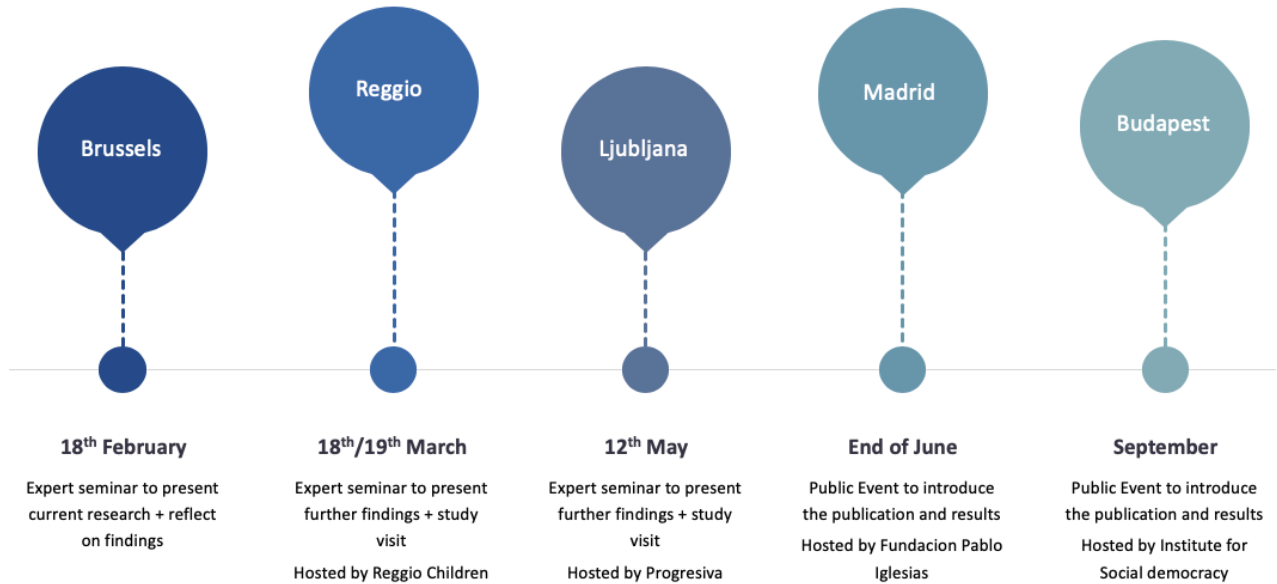 Brussels
Reggio
Ljubljana
Madrid
Budapest
18th February
Expert seminar to present
current research + reflect
on findings
18th/19th March
Expert seminar to present
further findings + study
visit
Hosted by Reggio Children
12th May
Expert seminar to present
further findings + study
visit
Hosted by Progresiva
End of June
Public Event to introduce
the publication and results
Hosted by Fundacion Pablo
Iglesias
September
Public Event to introduce
the publication and results
Hosted by Institute for
Social democracy